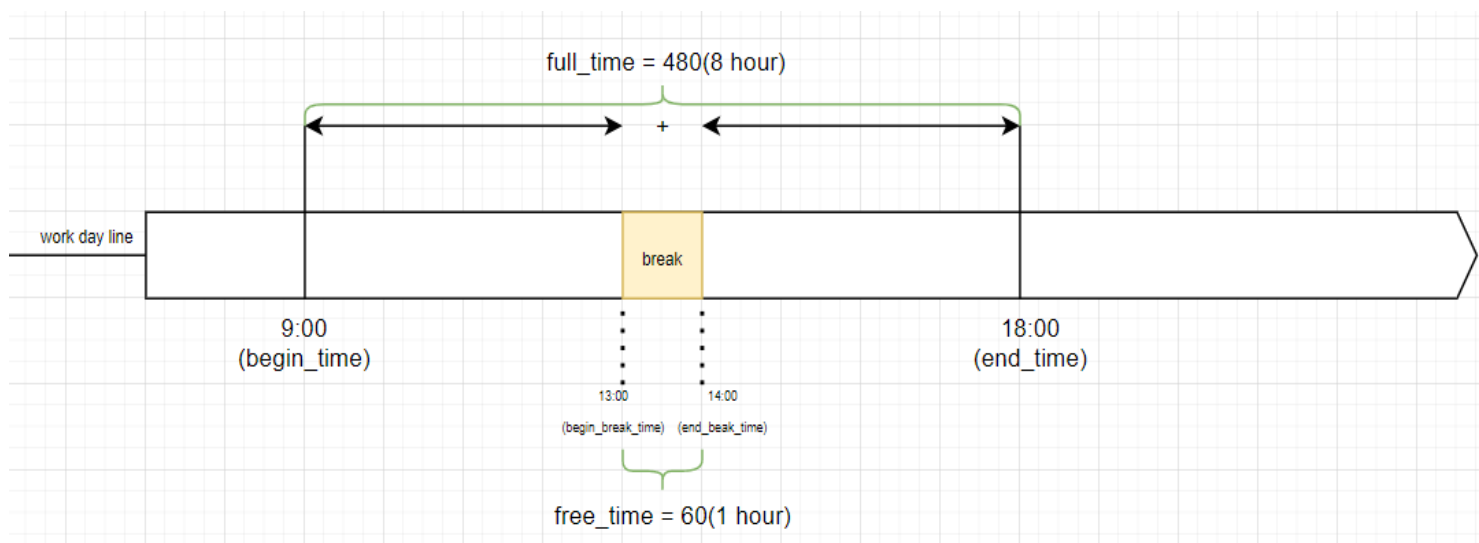 full_time = 480(8 hour)
+
work day line
break
9:00
(begin_time)
18:00
(end_time)
13:00
14:00
(begin_break_time)
(end_beak_time)
free_time = 60(1 hour)